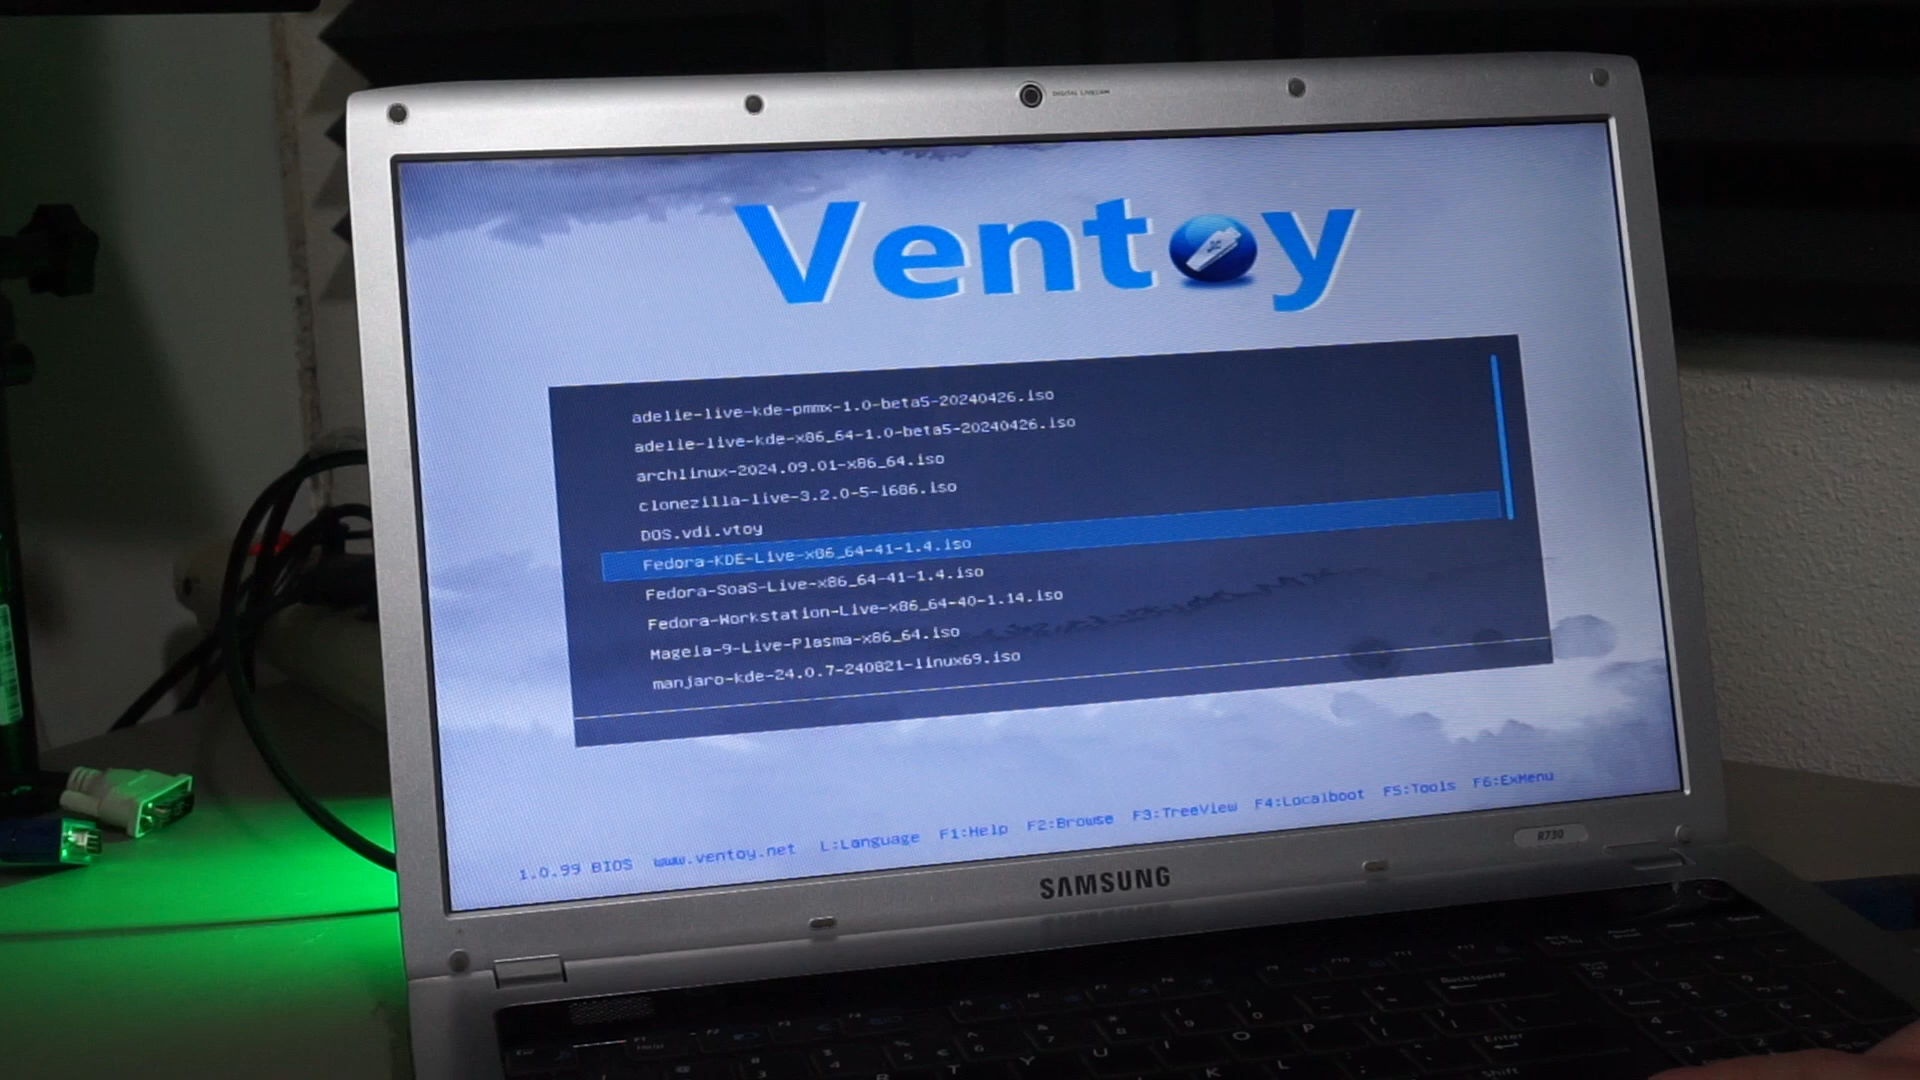 DIGITAL LIVECAM
Ventoy
adelie-live-kde-pmmx-1.0-beta5-20240426.iso
adelie-live-kde-x86_64-1.0-beta5-20240426.iso
archlinux-2024.09.01-x86_64.iso
clonezilla-live-3.2.0-5-i686.iso
DOS.vdi.vtoy
Fedora-KDE-Live-x86_64-41-1.4.iso
Fedora-SoaS-Live-x86_64-41-1.4.iso
Fedora-Workstation-Live-x86_64-40-1.14.iso
Mageia-9-Live-Plasma-x86_64.iso
manjaro-kde-24.0.7-240821-linux69.iso
1.0.99 BIOS www.ventoy.net L:Language F1:Help F2:Browse F3:TreeView F4:Localboot F5:Tools F6:ExMenu
R730
SAMSUNG
Backspace
Enter
Shift